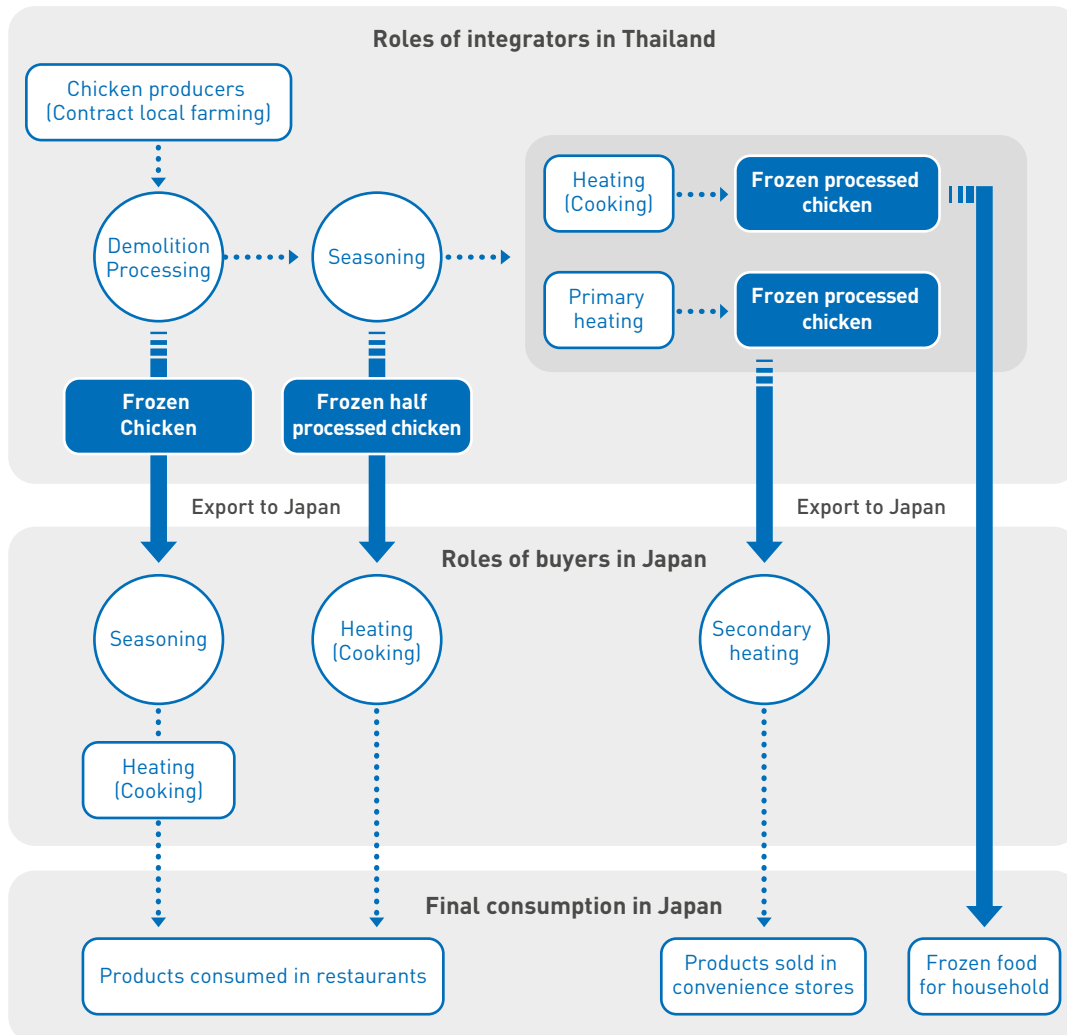 Roles of integrators in Thailand
Chicken producers
(Contract local farming)
Demolition
Processing
Seasoning
Heating
(Cooking)
Frozen processed
chicken
Primary
heating
Frozen processed
chicken
Frozen
Chicken
Frozen half
processed chicken
Export to Japan
Export to Japan
Roles of buyers in Japan
Seasoning
Heating
(Cooking)
Secondary
heating
Heating
(Cooking)
Final consumption in Japan
Products consumed in restaurants
Products sold in
convenience stores
Frozen food
for household